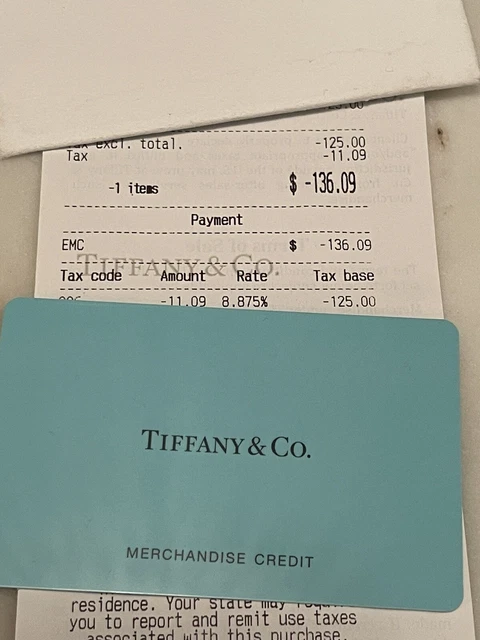 excl. total. -125.00
Tax -11.09
-1 items $ -136.09
Payment
EMC $ -136.09
TIFFANY & CO.
Tax code Amount Rate Tax base
-11.09 8.875% -125.00
TIFFANY & CO.
MERCHANDISE CREDIT
residence. Your state may
you to report and remit use taxes
associated with this purchase.